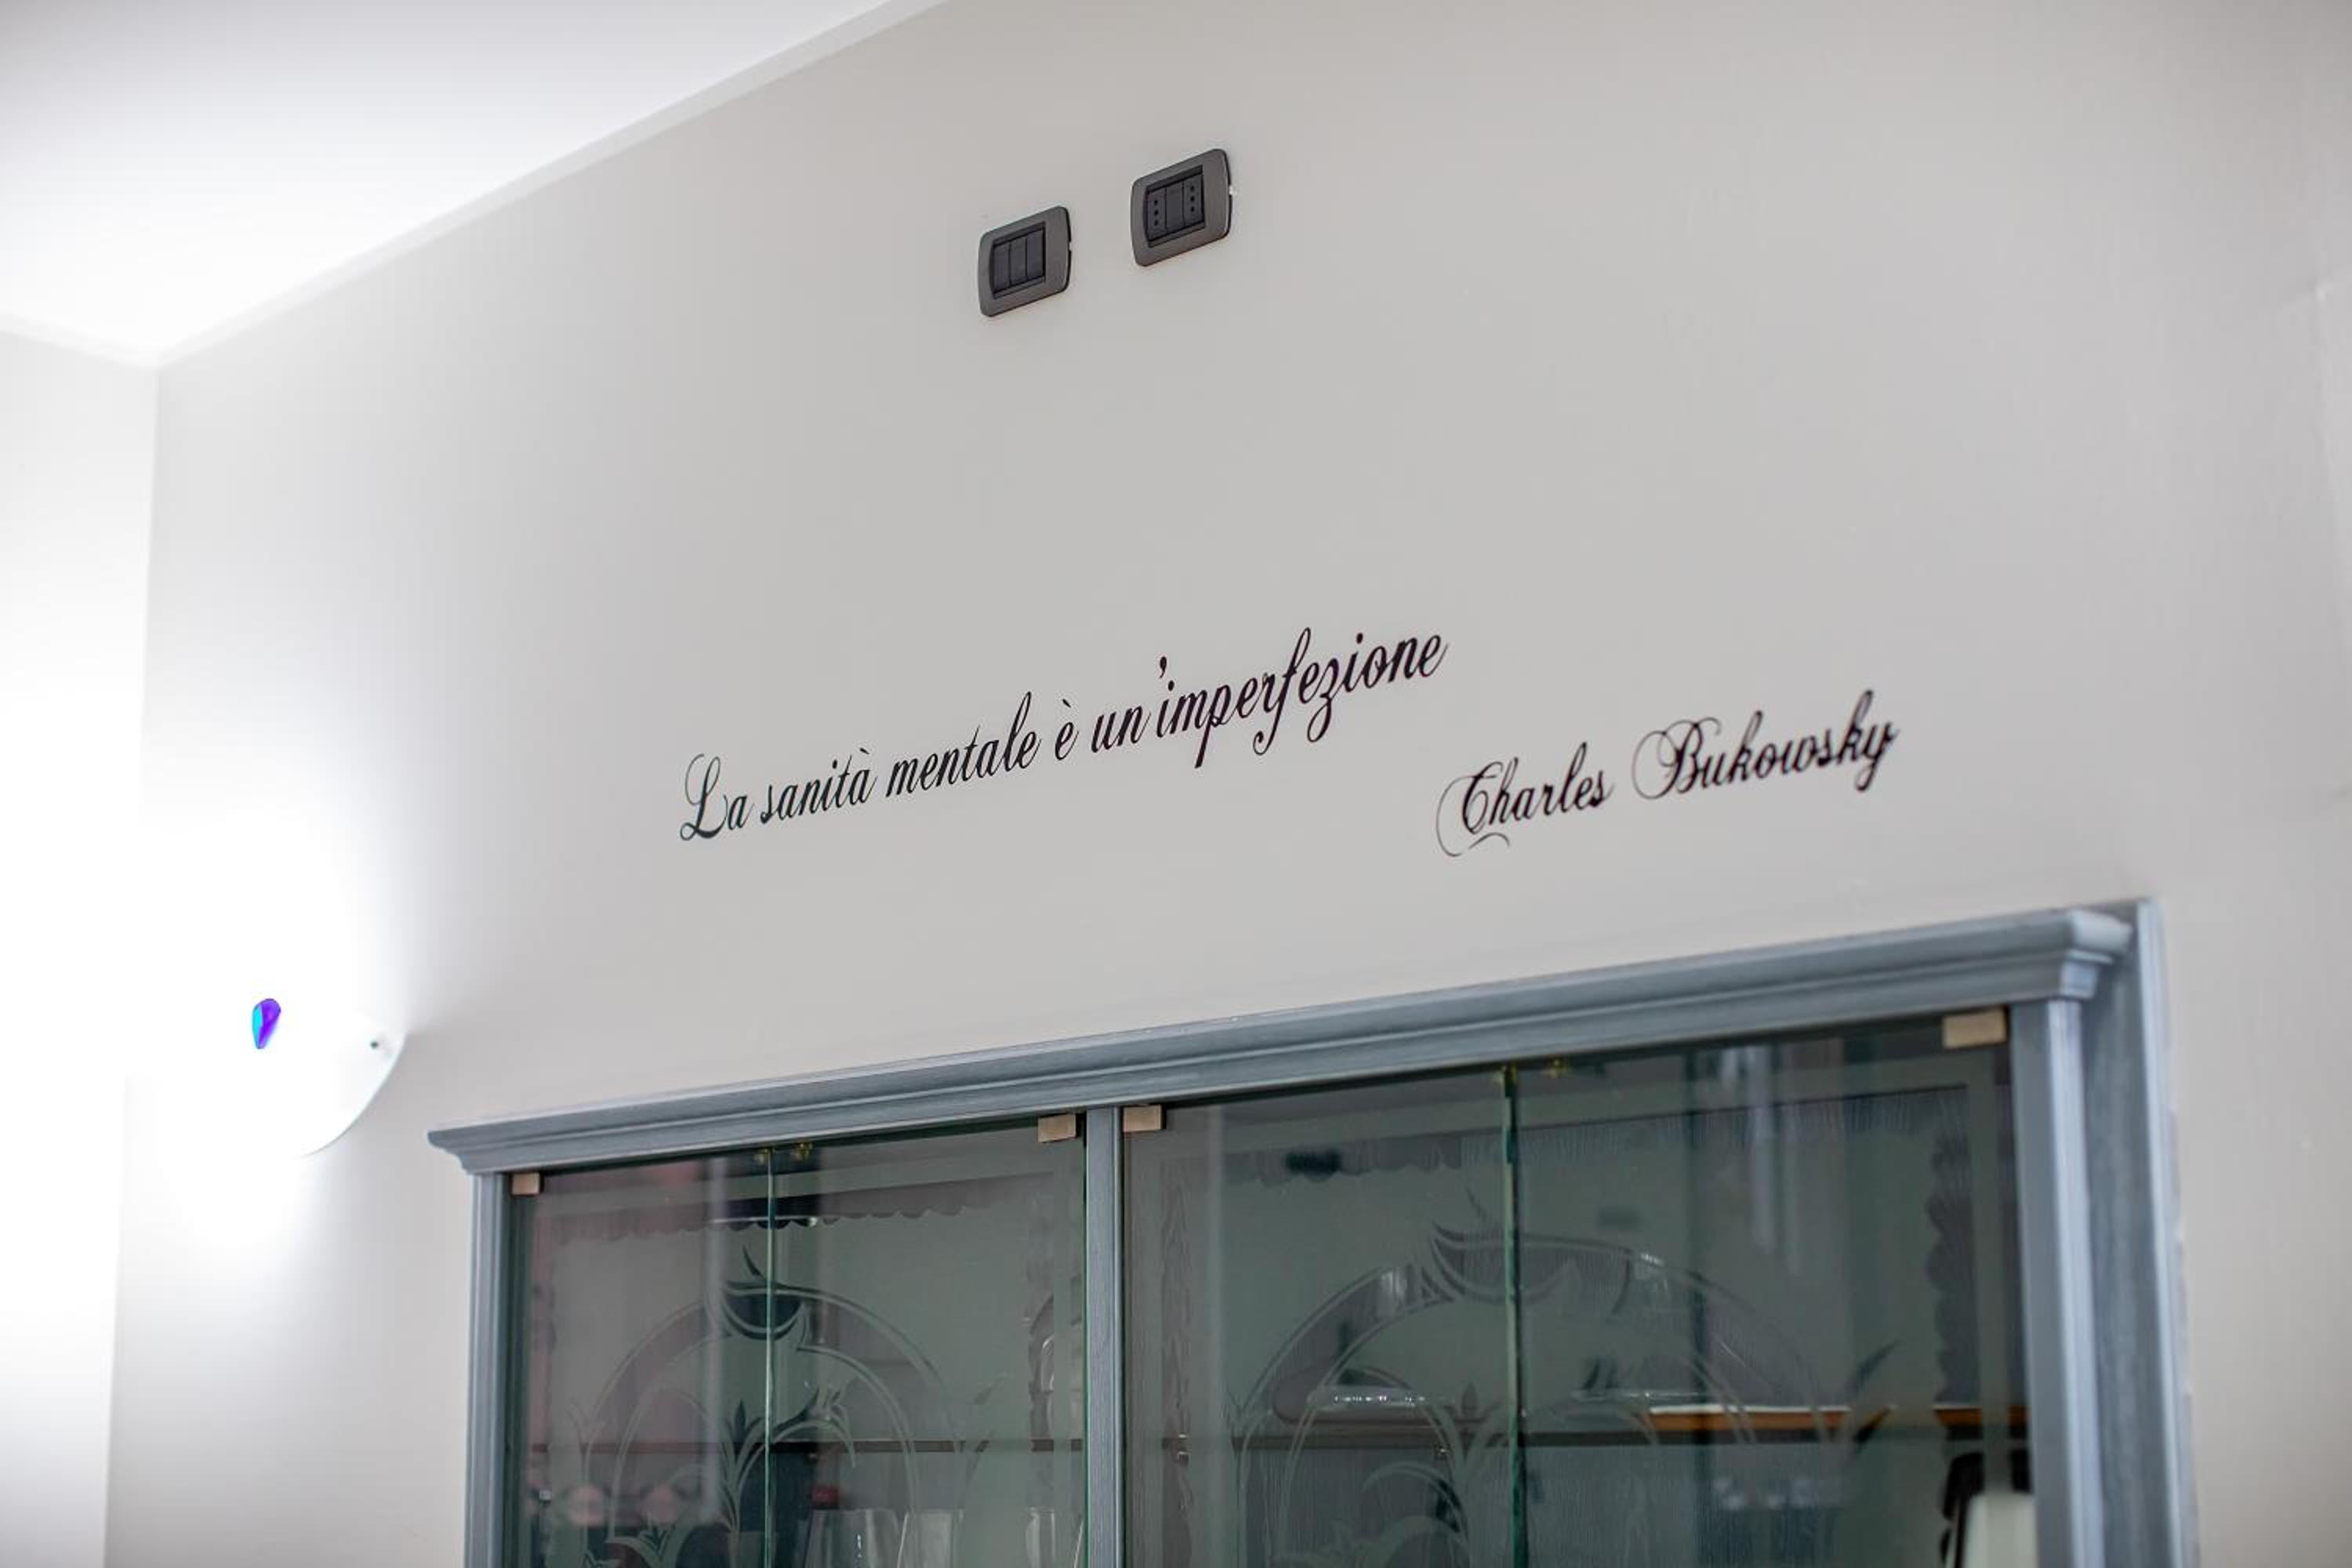 La sanità mentale è un'imperfezione
Charles Bukowsky